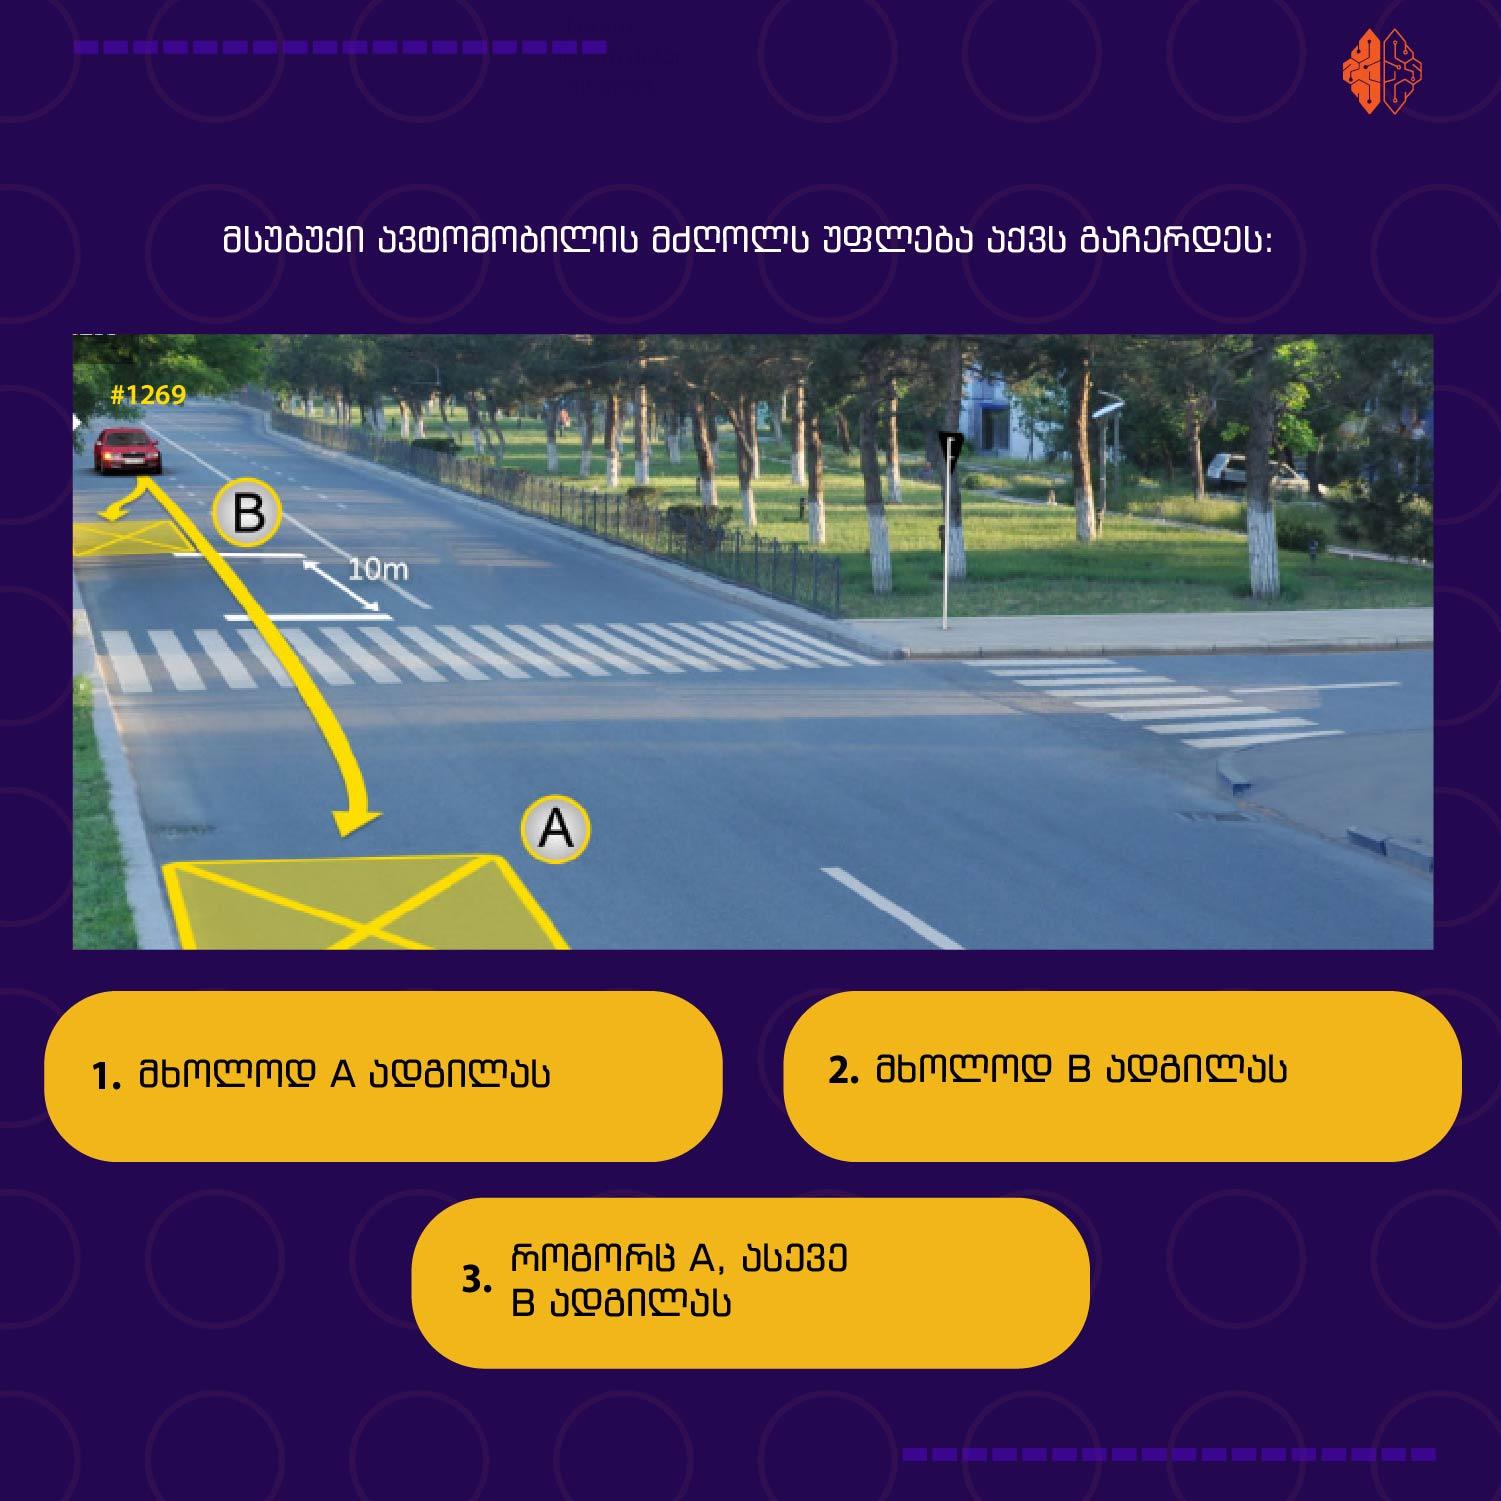 მსუბუქი ავტომობილის მძღოლს უფლება აქვს გაჩერდეს:
#1269
B
10m
A
1. მხოლოდ A ადგილას
2. მხოლოდ B ადგილას
3. როგორც A, ასევე
B ადგილას